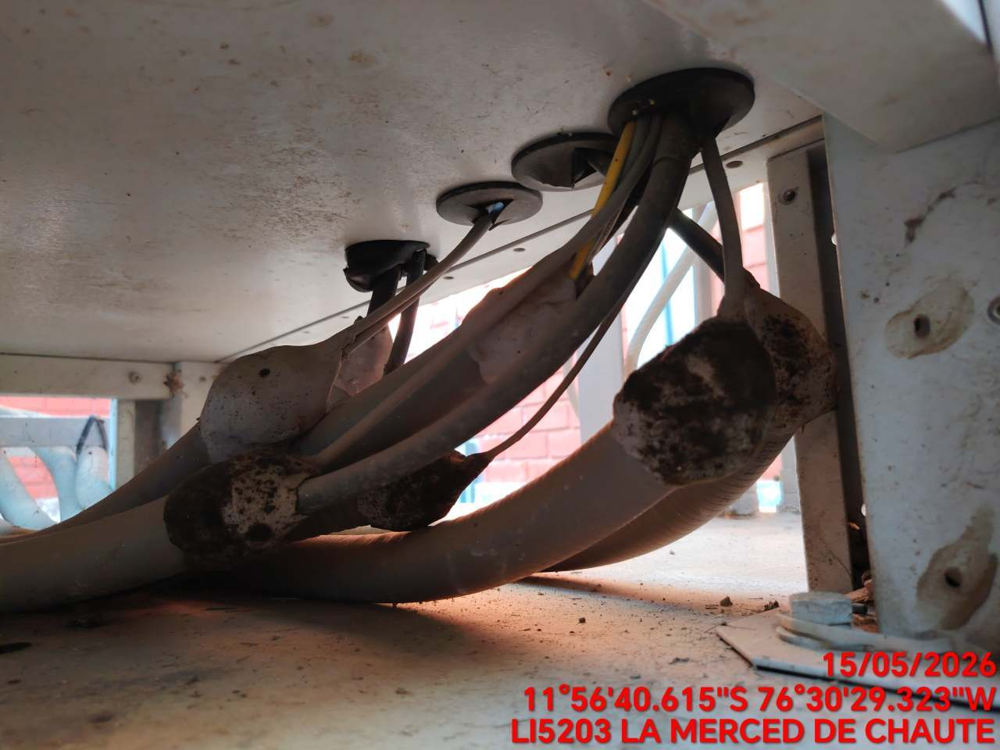 15/05/2026
11°56'40.615"S 76°30'29.323"W
LI5203 LA MERCED DE CHAUTE